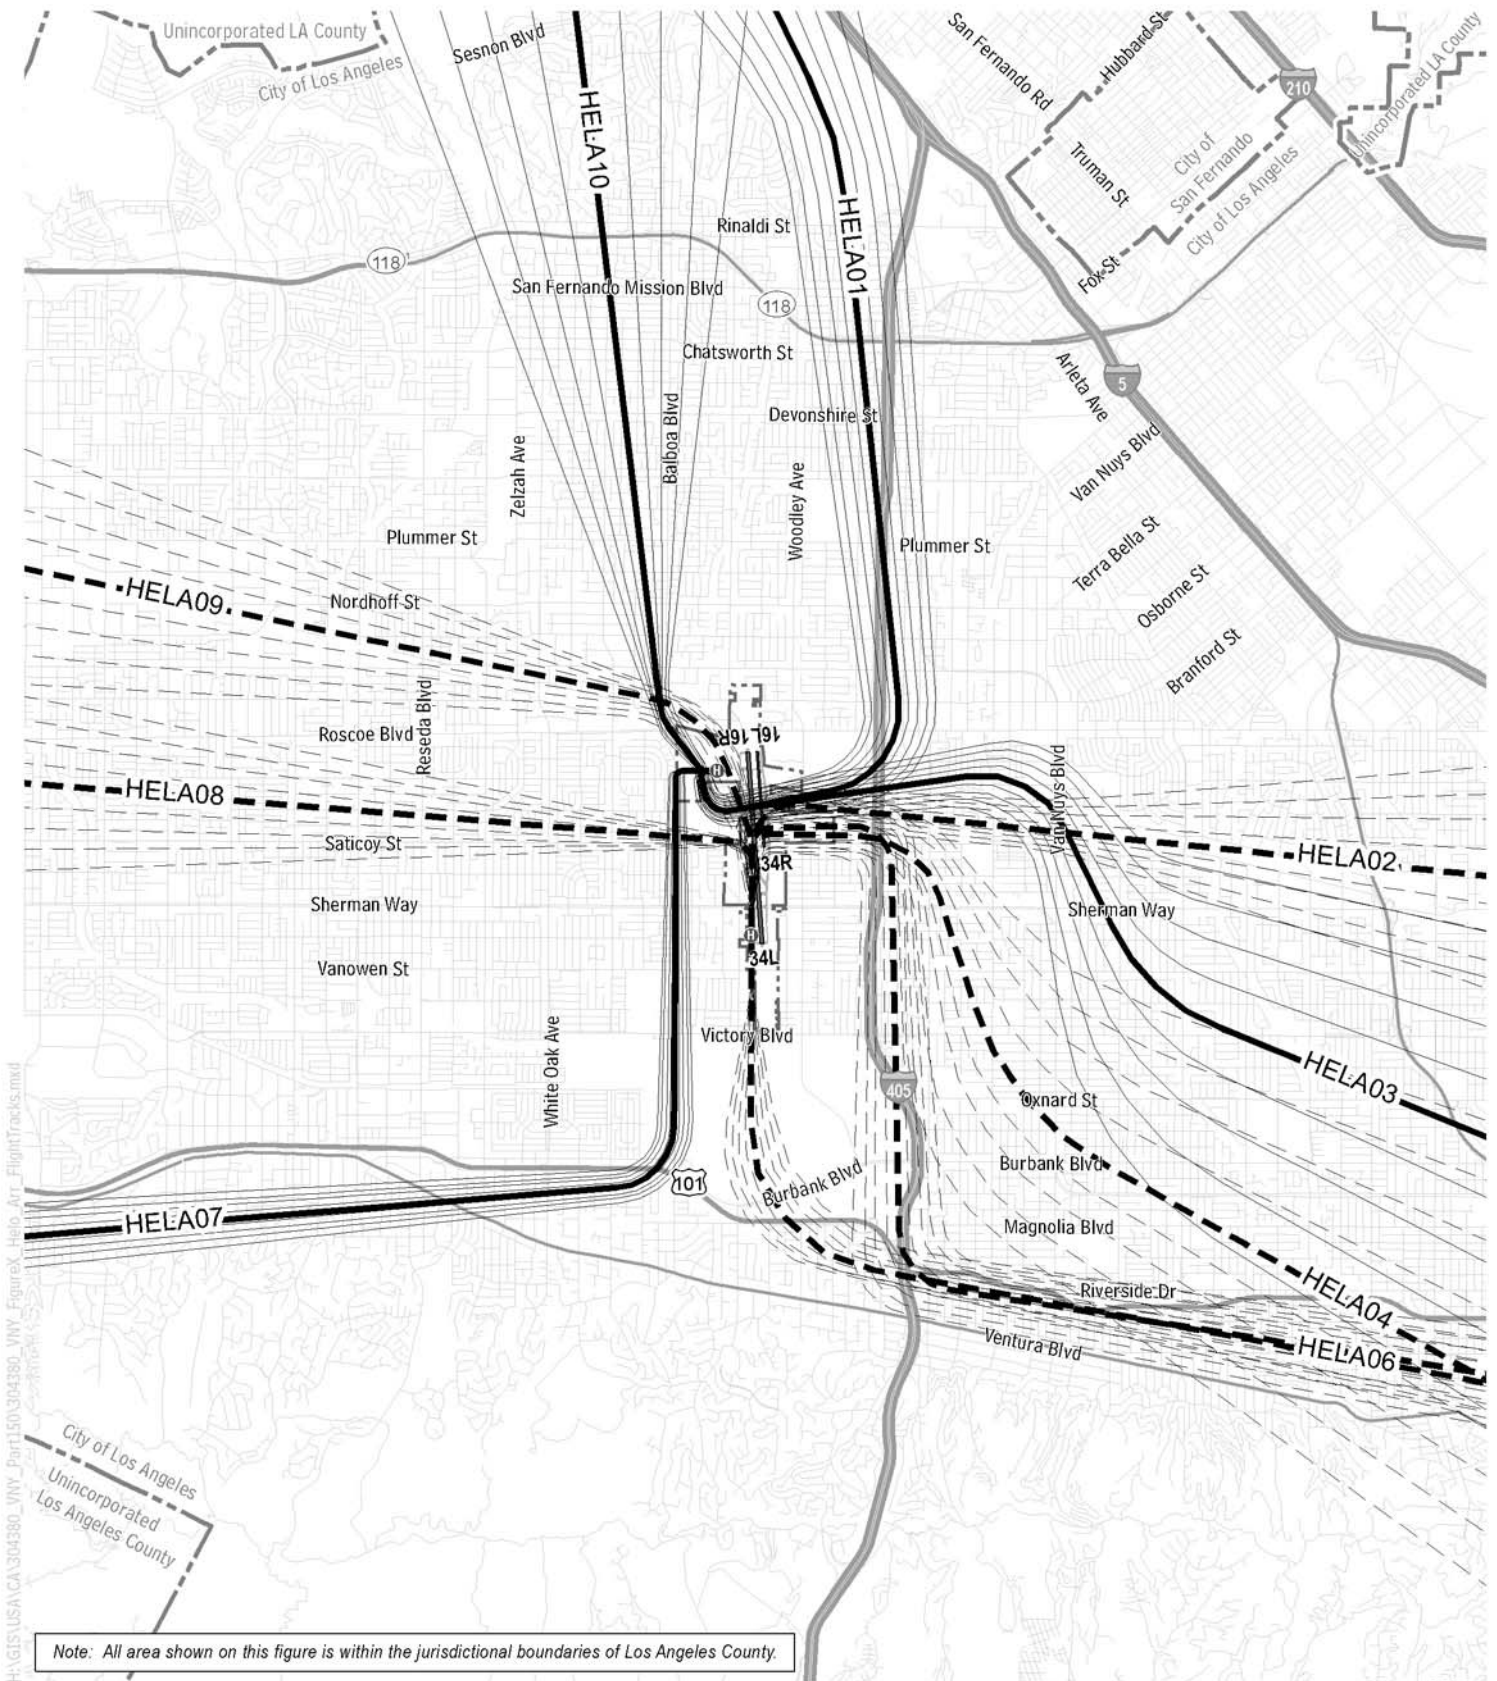 Unincorporated LA County
City of Los Angeles
Sesnon Blvd
San Fernando Rd
Hubbard St
210
Unincorporated LA County
HELA10
Truman St
City of
San Fernando
City of Los Angeles
HELA01
Rinaldi St
118
San Fernando Mission Blvd
118
Fox St
Chatsworth St
5
Arleta Ave
Devonshire St
Balboa Blvd
Zelzah Ave
Woodley Ave
Van Nuys Blvd
Plummer St
Plummer St
Terra Bella St
HELA09
Nordhoff St
Osborne St
Branford St
Reseda Blvd
Roscoe Blvd
16R
16L
H
Van Nuys Blvd
HELA08
Saticoy St
34R
HELA02
Sherman Way
Sherman Way
H
34L
Vanowen St
Victory Blvd
White Oak Ave
405
HELA03
Oxnard St
Burbank Blvd
101
Burbank Blvd
HELA07
Magnolia Blvd
Riverside Dr
HELA04
Ventura Blvd
HELA06
City of Los Angeles
Unincorporated
Los Angeles County
Note: All area shown on this figure is within the jurisdictional boundaries of Los Angeles County.
H:\GIS\USA\CA\304380_VNY_Part150\304380_VNY_FigureX_Helo_Arr_FlightTracks.mxd